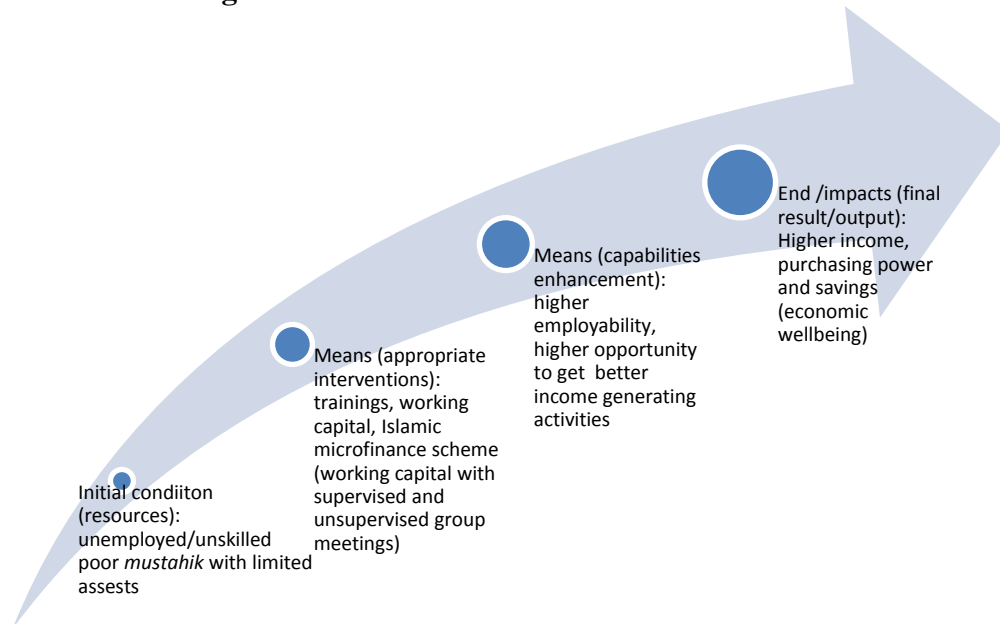 Initial condiiton
(resources):
unemployed/unskilled
poor mustahik with limited
assests
Means (appropriate
interventions):
trainings, working
capital, Islamic
microfinance scheme
(working capital with
supervised and
unsupervised group
meetings)
Means (capabilities
enhancement):
higher
employability,
higher opportunity
to get better
income generating
activities
End /impacts (final
result/output):
Higher income,
purchasing power
and savings
(economic
wellbeing)